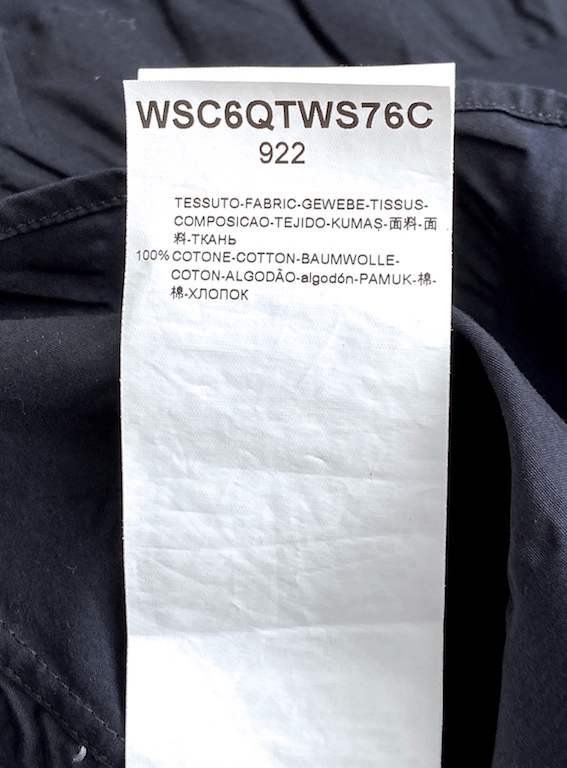 WSC6QTWS76C
922
TESSUTO-FABRIC-GEWEBE-TISSUS-
COMPOSICAO-TEJIDO-KUMAŞ-面料-面
料-ТКАНЬ
100% COTONE-COTTON-BAUMWOLLE-
COTON-ALGODÃO-algodón-PAMUK-棉-
棉-ХЛОПОК